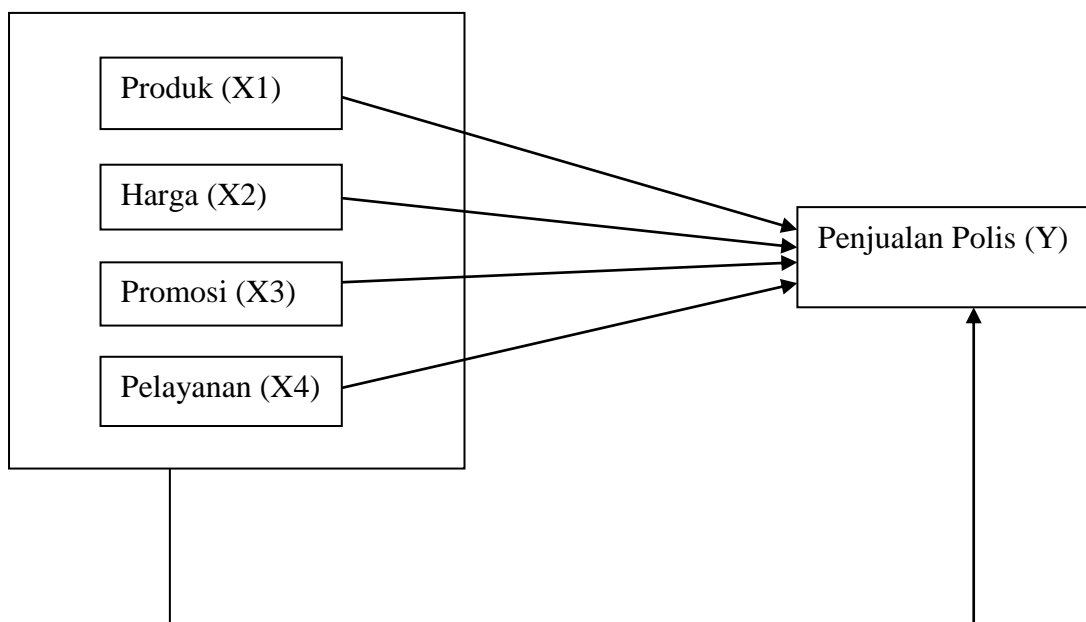 Produk (X1)
Harga (X2)
Penjualan Polis (Y)
Promosi (X3)
Pelayanan (X4)